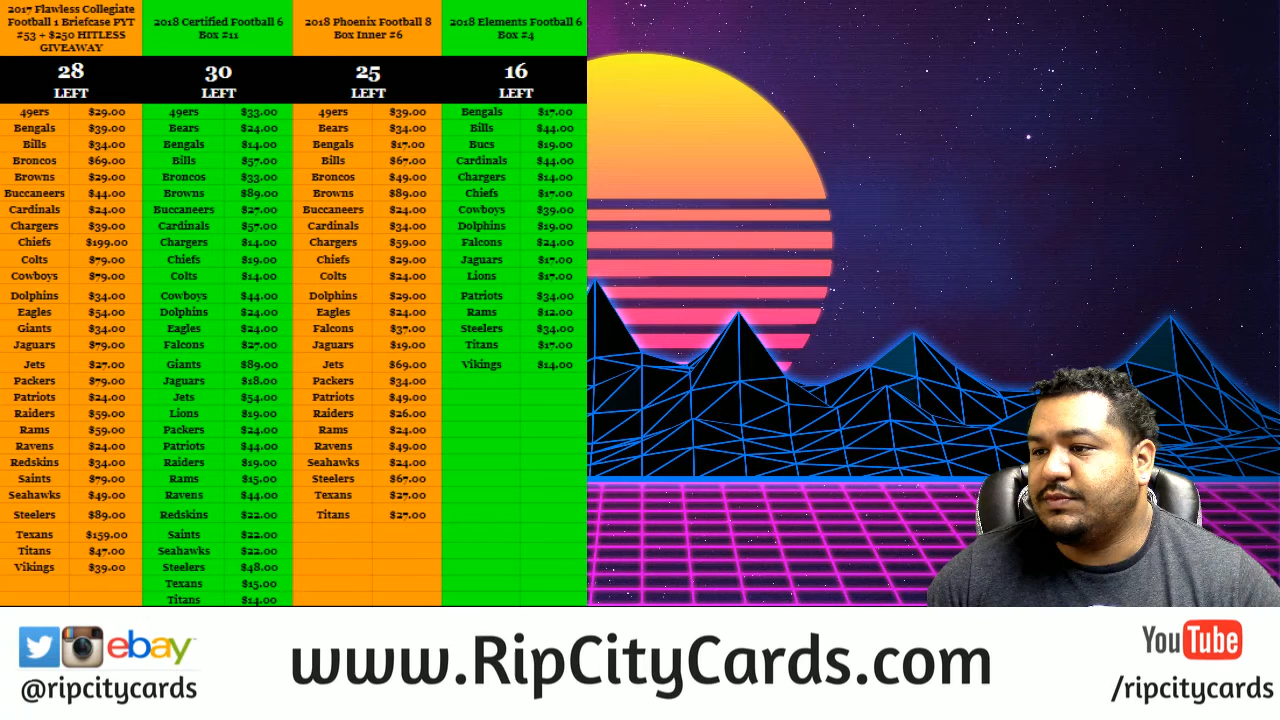 2017 Flawless Collegiate
Football 1 Briefcase PYT
#53 + $250 HITLESS
GIVEAWAY
28
LEFT
49ers $29.00
Bengals $39.00
Bills $34.00
Broncos $69.00
Browns $29.00
Buccaneers $44.00
Cardinals $24.00
Chargers $39.00
Chiefs $199.00
Colts $79.00
Cowboys $79.00
Dolphins $34.00
Eagles $54.00
Giants $34.00
Jaguars $79.00
Jets $27.00
Packers $79.00
Patriots $24.00
Raiders $59.00
Rams $59.00
Ravens $24.00
Redskins $34.00
Saints $79.00
Seahawks $49.00
Steelers $89.00
Texans $159.00
Titans $47.00
Vikings $39.00
2018 Certified Football 6
Box #11
30
LEFT
49ers $33.00
Bears $24.00
Bengals $14.00
Bills $57.00
Broncos $33.00
Browns $89.00
Buccaneers $27.00
Cardinals $57.00
Chargers $14.00
Chiefs $19.00
Colts $14.00
Cowboys $44.00
Dolphins $24.00
Eagles $24.00
Falcons $27.00
Giants $89.00
Jaguars $18.00
Jets $54.00
Lions $19.00
Packers $24.00
Patriots $44.00
Raiders $19.00
Rams $15.00
Ravens $44.00
Redskins $22.00
Saints $22.00
Seahawks $22.00
Steelers $48.00
Texans $15.00
Titans $14.00
2018 Phoenix Football 8
Box Inner #6
25
LEFT
49ers $39.00
Bears $34.00
Bengals $17.00
Bills $67.00
Broncos $49.00
Browns $89.00
Buccaneers $24.00
Cardinals $34.00
Chargers $59.00
Chiefs $29.00
Colts $24.00
Dolphins $29.00
Eagles $24.00
Falcons $37.00
Jaguars $19.00
Jets $69.00
Packers $34.00
Patriots $49.00
Raiders $26.00
Rams $24.00
Ravens $49.00
Seahawks $24.00
Steelers $67.00
Texans $27.00
Titans $27.00
2018 Elements Football 6
Box #4
16
LEFT
Bengals $17.00
Bills $44.00
Bucs $19.00
Cardinals $44.00
Chargers $14.00
Chiefs $17.00
Cowboys $39.00
Dolphins $19.00
Falcons $24.00
Jaguars $17.00
Lions $17.00
Patriots $34.00
Rams $12.00
Steelers $34.00
Titans $17.00
Vikings $14.00
ebay
@ripcitycards
www.RipCityCards.com
YouTube
/ripcitycards